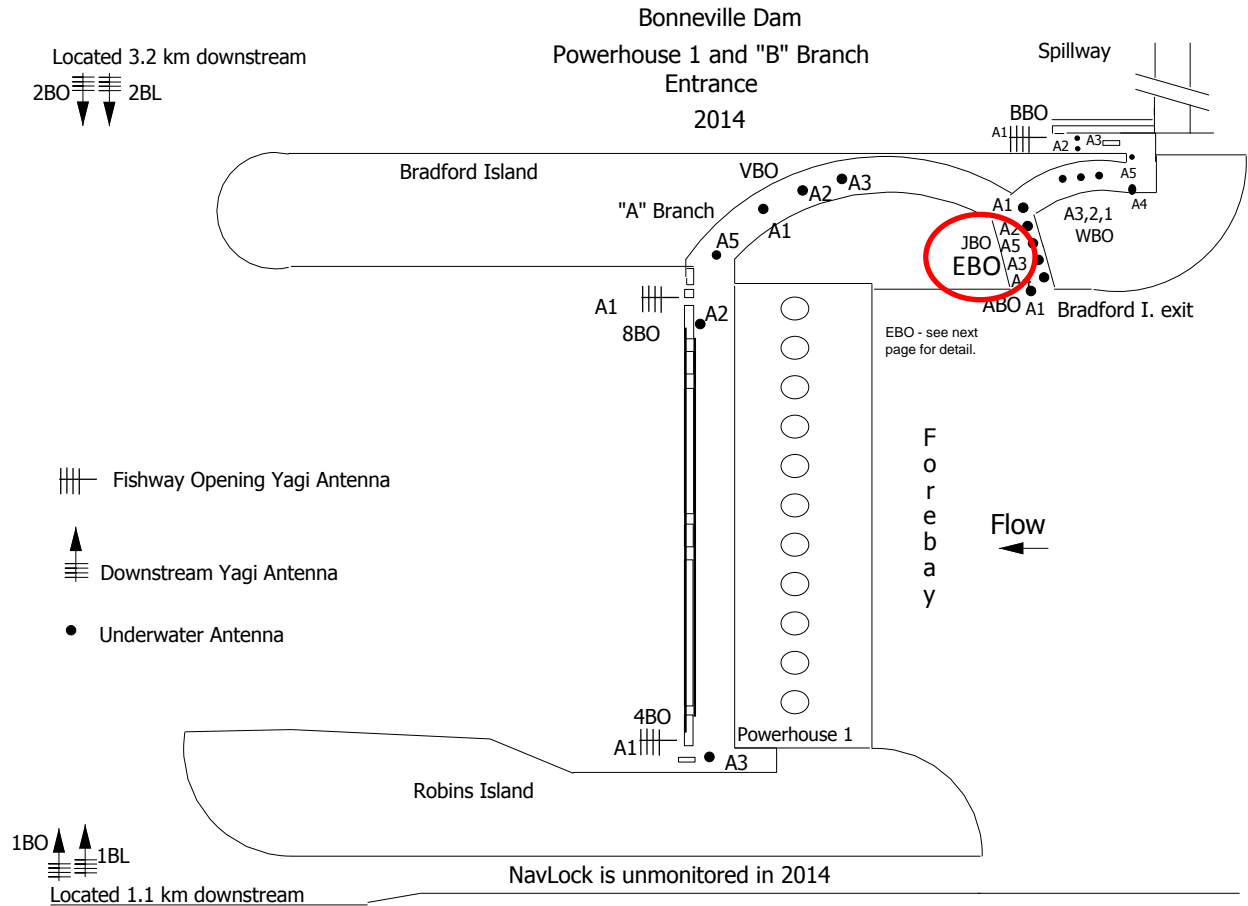 Bonneville Dam
Powerhouse 1 and "B" Branch
Entrance
2014
Located 3.2 km downstream
2BO
2BL
Spillway
BBO
A1
A2
A3
Bradford Island
VBO
A3
A2
A1
"A" Branch
A5
A5
A4
A3,2,1
WBO
A1
A2
JBO
A5
EBO
A3
A4
ABO
A1
Bradford I. exit
A1
8BO
A2
EBO - see next
page for detail.
Fishway Opening Yagi Antenna
Downstream Yagi Antenna
Underwater Antenna
Forebay
Flow
4BO
A1
A3
Powerhouse 1
Robins Island
1BO
1BL
Located 1.1 km downstream
NavLock is unmonitored in 2014